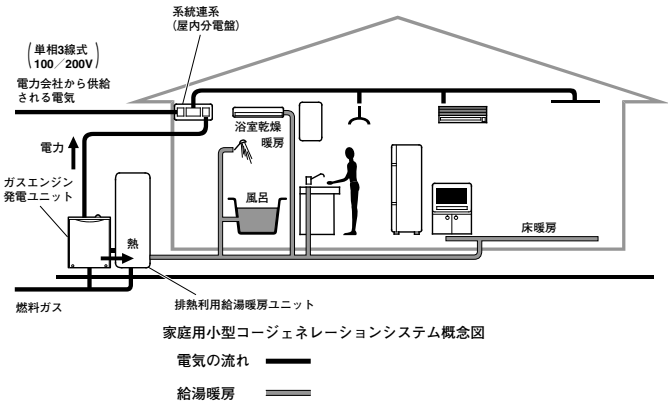 系統連系
(屋内分電盤)
(単相3線式
100/200V)
電力会社から供給
される電気
電力
ガスエンジン
発電ユニット
熱
浴室乾燥
暖房
風呂
床暖房
燃料ガス
排熱利用給湯暖房ユニット
家庭用小型コージェネレーションシステム概念図
電気の流れ
給湯暖房